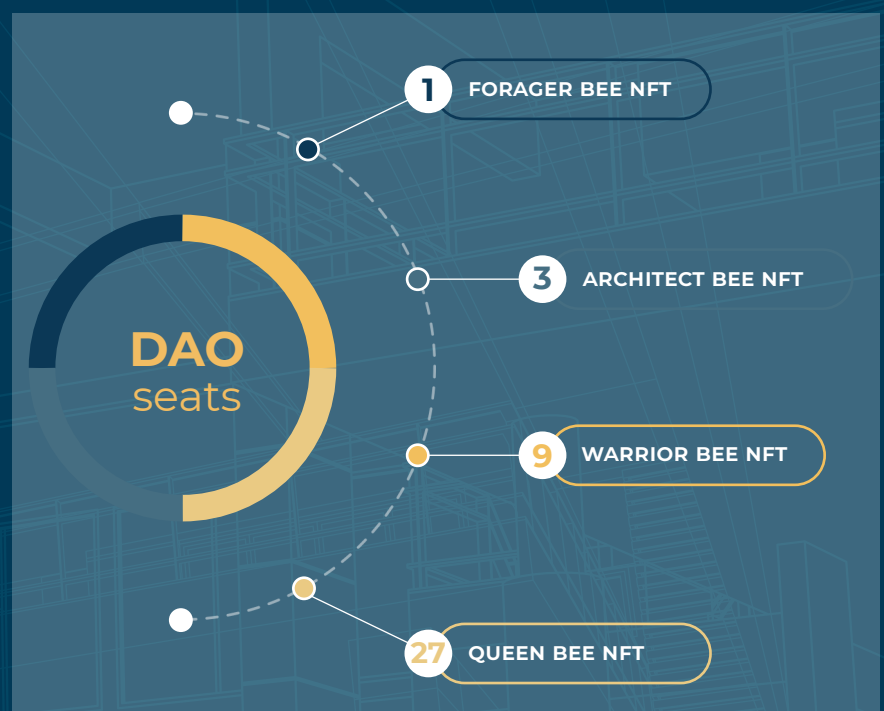 1
FORAGER BEE NFT
3
ARCHITECT BEE NFT
DAO
seats
9
WARRIOR BEE NFT
27
QUEEN BEE NFT